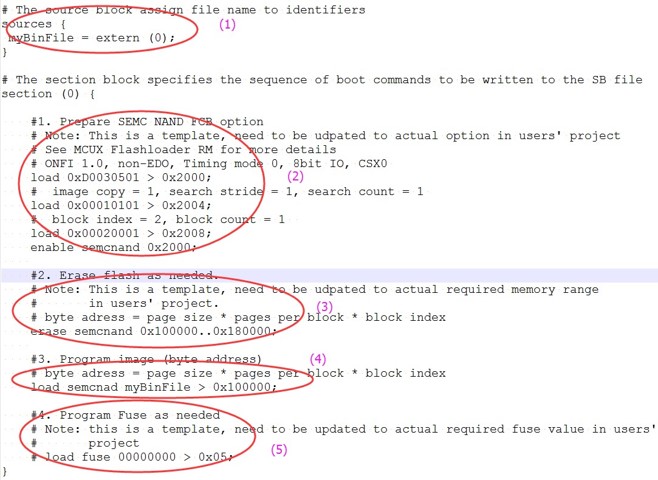 # The source block assign file name to identifiers
sources {
myBinFile = extern (0);
}
(1)
# The section block specifies the sequence of boot commands to be written to the SB file
section (0) {
#1. Prepare SEMC NAND FCB option
# Note: This is a template, need to be udpated to actual option in users' project
# See MCUX Flashloader RM for more details
# ONFI 1.0, non-EDO, Timing mode 0, 8bit IO, CSX0
load 0xD0030501 > 0x2000;
(2)
# image copy = 1, search stride = 1, search count = 1
load 0x00010101 > 0x2004;
# block index = 2, block count = 1
load 0x00020001 > 0x2008;
enable semcnand 0x2000;
#2. Erase flash as needed.
# Note: This is a template, need to be udpated to actual required memory range
# in users' project.
(3)
# byte adress = page size * pages per block * block index
erase semcnand 0x100000..0x180000;
#3. Program image (byte address)
(4)
# byte adress = page size * pages per block * block index
load semcnad myBinFile > 0x100000;
#4. Program Fuse as needed
# Note: this is a template, need to be updated to actual required fuse value in users'
# project
(5)
# load fuse 00000000 > 0x05;
}